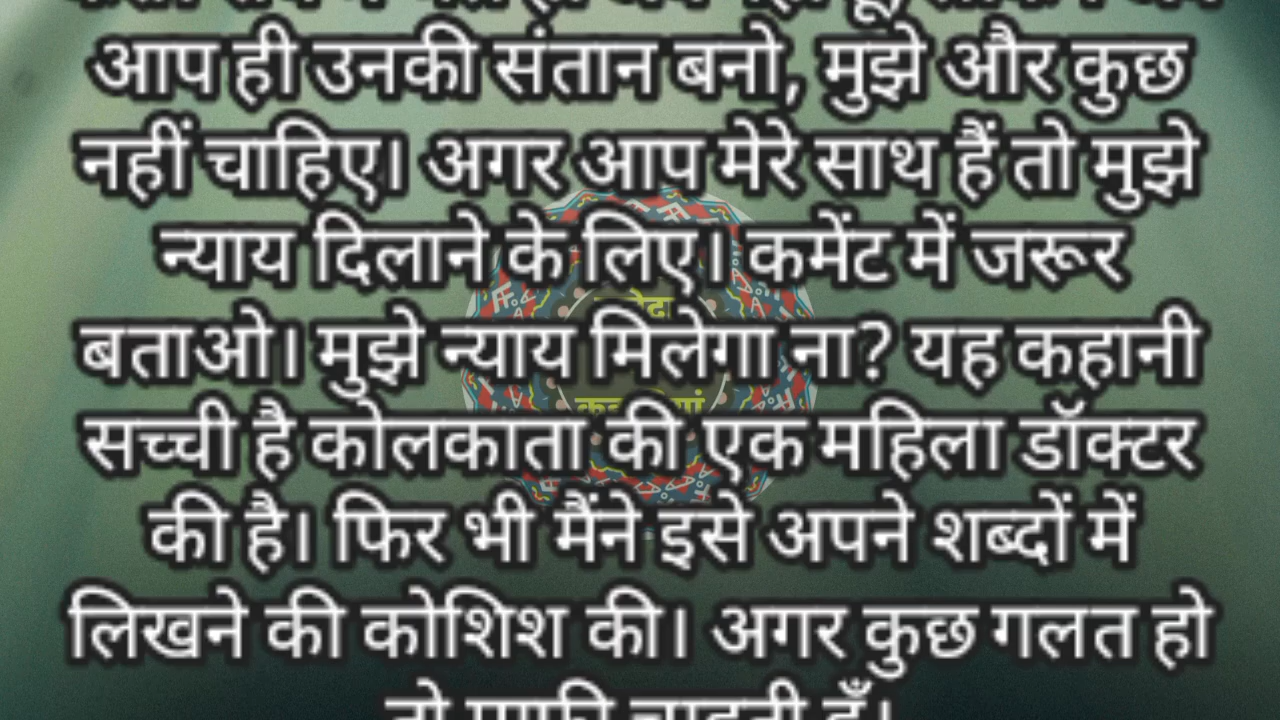 आप ही उनकी संतान बनो, मुझे और कुछ
नहीं चाहिए। अगर आप मेरे साथ हैं तो मुझे
न्याय दिलाने के लिए। कमेंट में जरूर
बताओ। मुझे न्याय मिलेगा ना? यह कहानी
सच्ची है कोलकाता की एक महिला डॉक्टर
की है। फिर भी मैंने इसे अपने शब्दों में
लिखने की कोशिश की। अगर कुछ गलत हो
तो माफी चाहती हूँ।